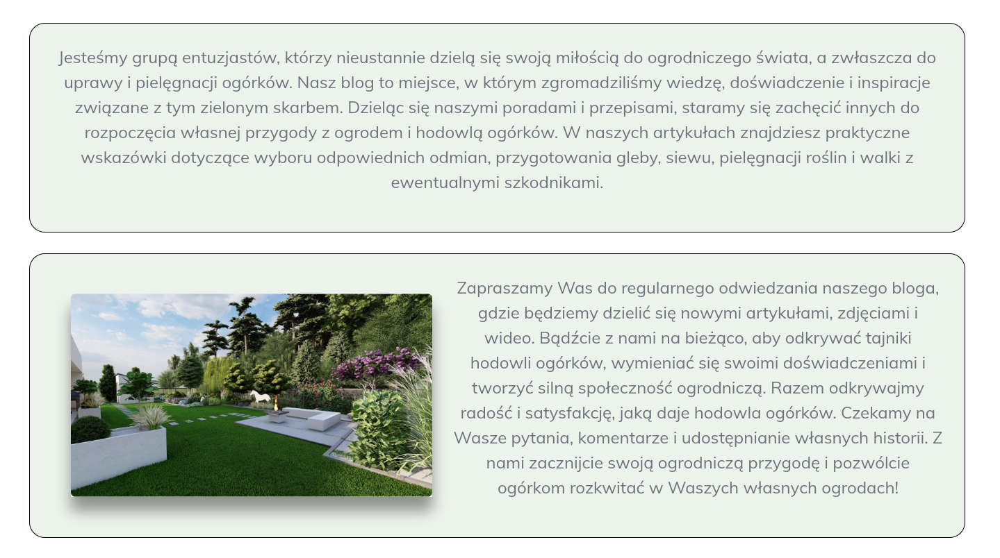 Jesteśmy grupą entuzjastów, którzy nieustannie dzielą się swoją miłością do ogrodniczego świata, a zwłaszcza do
uprawy i pielęgnacji ogórków. Nasz blog to miejsce, w którym zgromadziliśmy wiedzę, doświadczenie i inspiracje
związane z tym zielonym skarbem. Dzieląc się naszymi poradami i przepisami, staramy się zachęcić innych do
rozpoczęcia własnej przygody z ogrodem i hodowlą ogórków. W naszych artykułach znajdziesz praktyczne
wskazówki dotyczące wyboru odpowiednich odmian, przygotowania gleby, siewu, pielęgnacji roślin i walki z
ewentualnymi szkodnikami.
Zapraszamy Was do regularnego odwiedzania naszego bloga,
gdzie będziemy dzielić się nowymi artykułami, zdjęciami i
wideo. Bądźcie z nami na bieżąco, aby odkrywać tajniki
hodowli ogórków, wymieniać się swoimi doświadczeniami i
tworzyć silną społeczność ogrodniczą. Razem odkrywajmy
radość i satysfakcję, jaką daje hodowla ogórków. Czekamy na
Wasze pytania, komentarze i udostępnianie własnych historii. Z
nami zacznijcie swoją ogrodniczą przygodę i pozwólcie
ogórkom rozkwitać w Waszych własnych ogrodach!